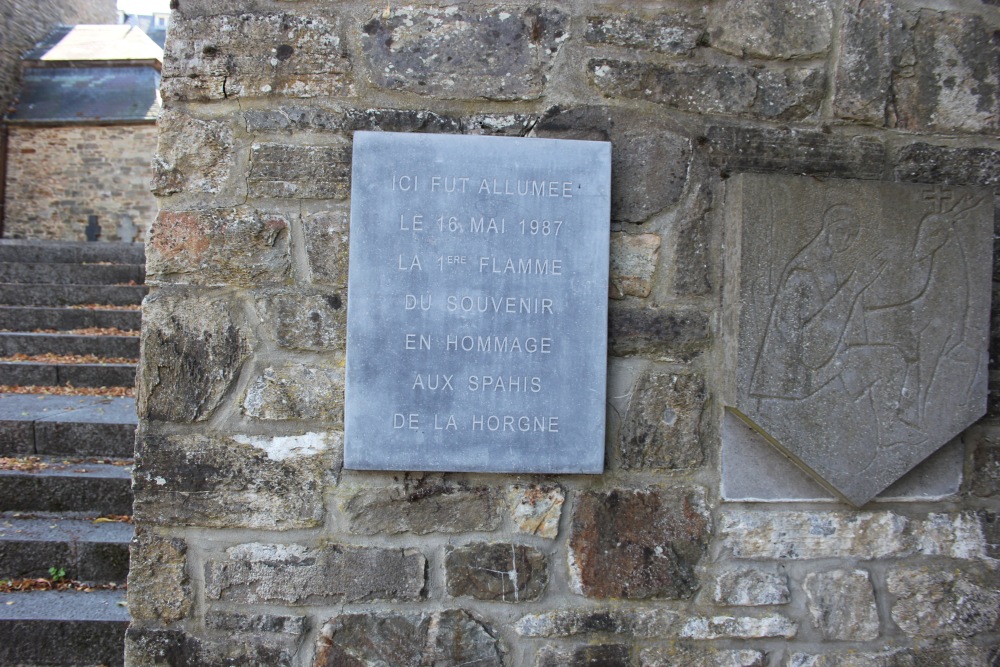 ICI FUT ALLUMEE
LE 16 MAI 1987
LA 1ERE FLAMME
DU SOUVENIR
EN HOMMAGE
AUX SPAHIS
DE LA HORGNE